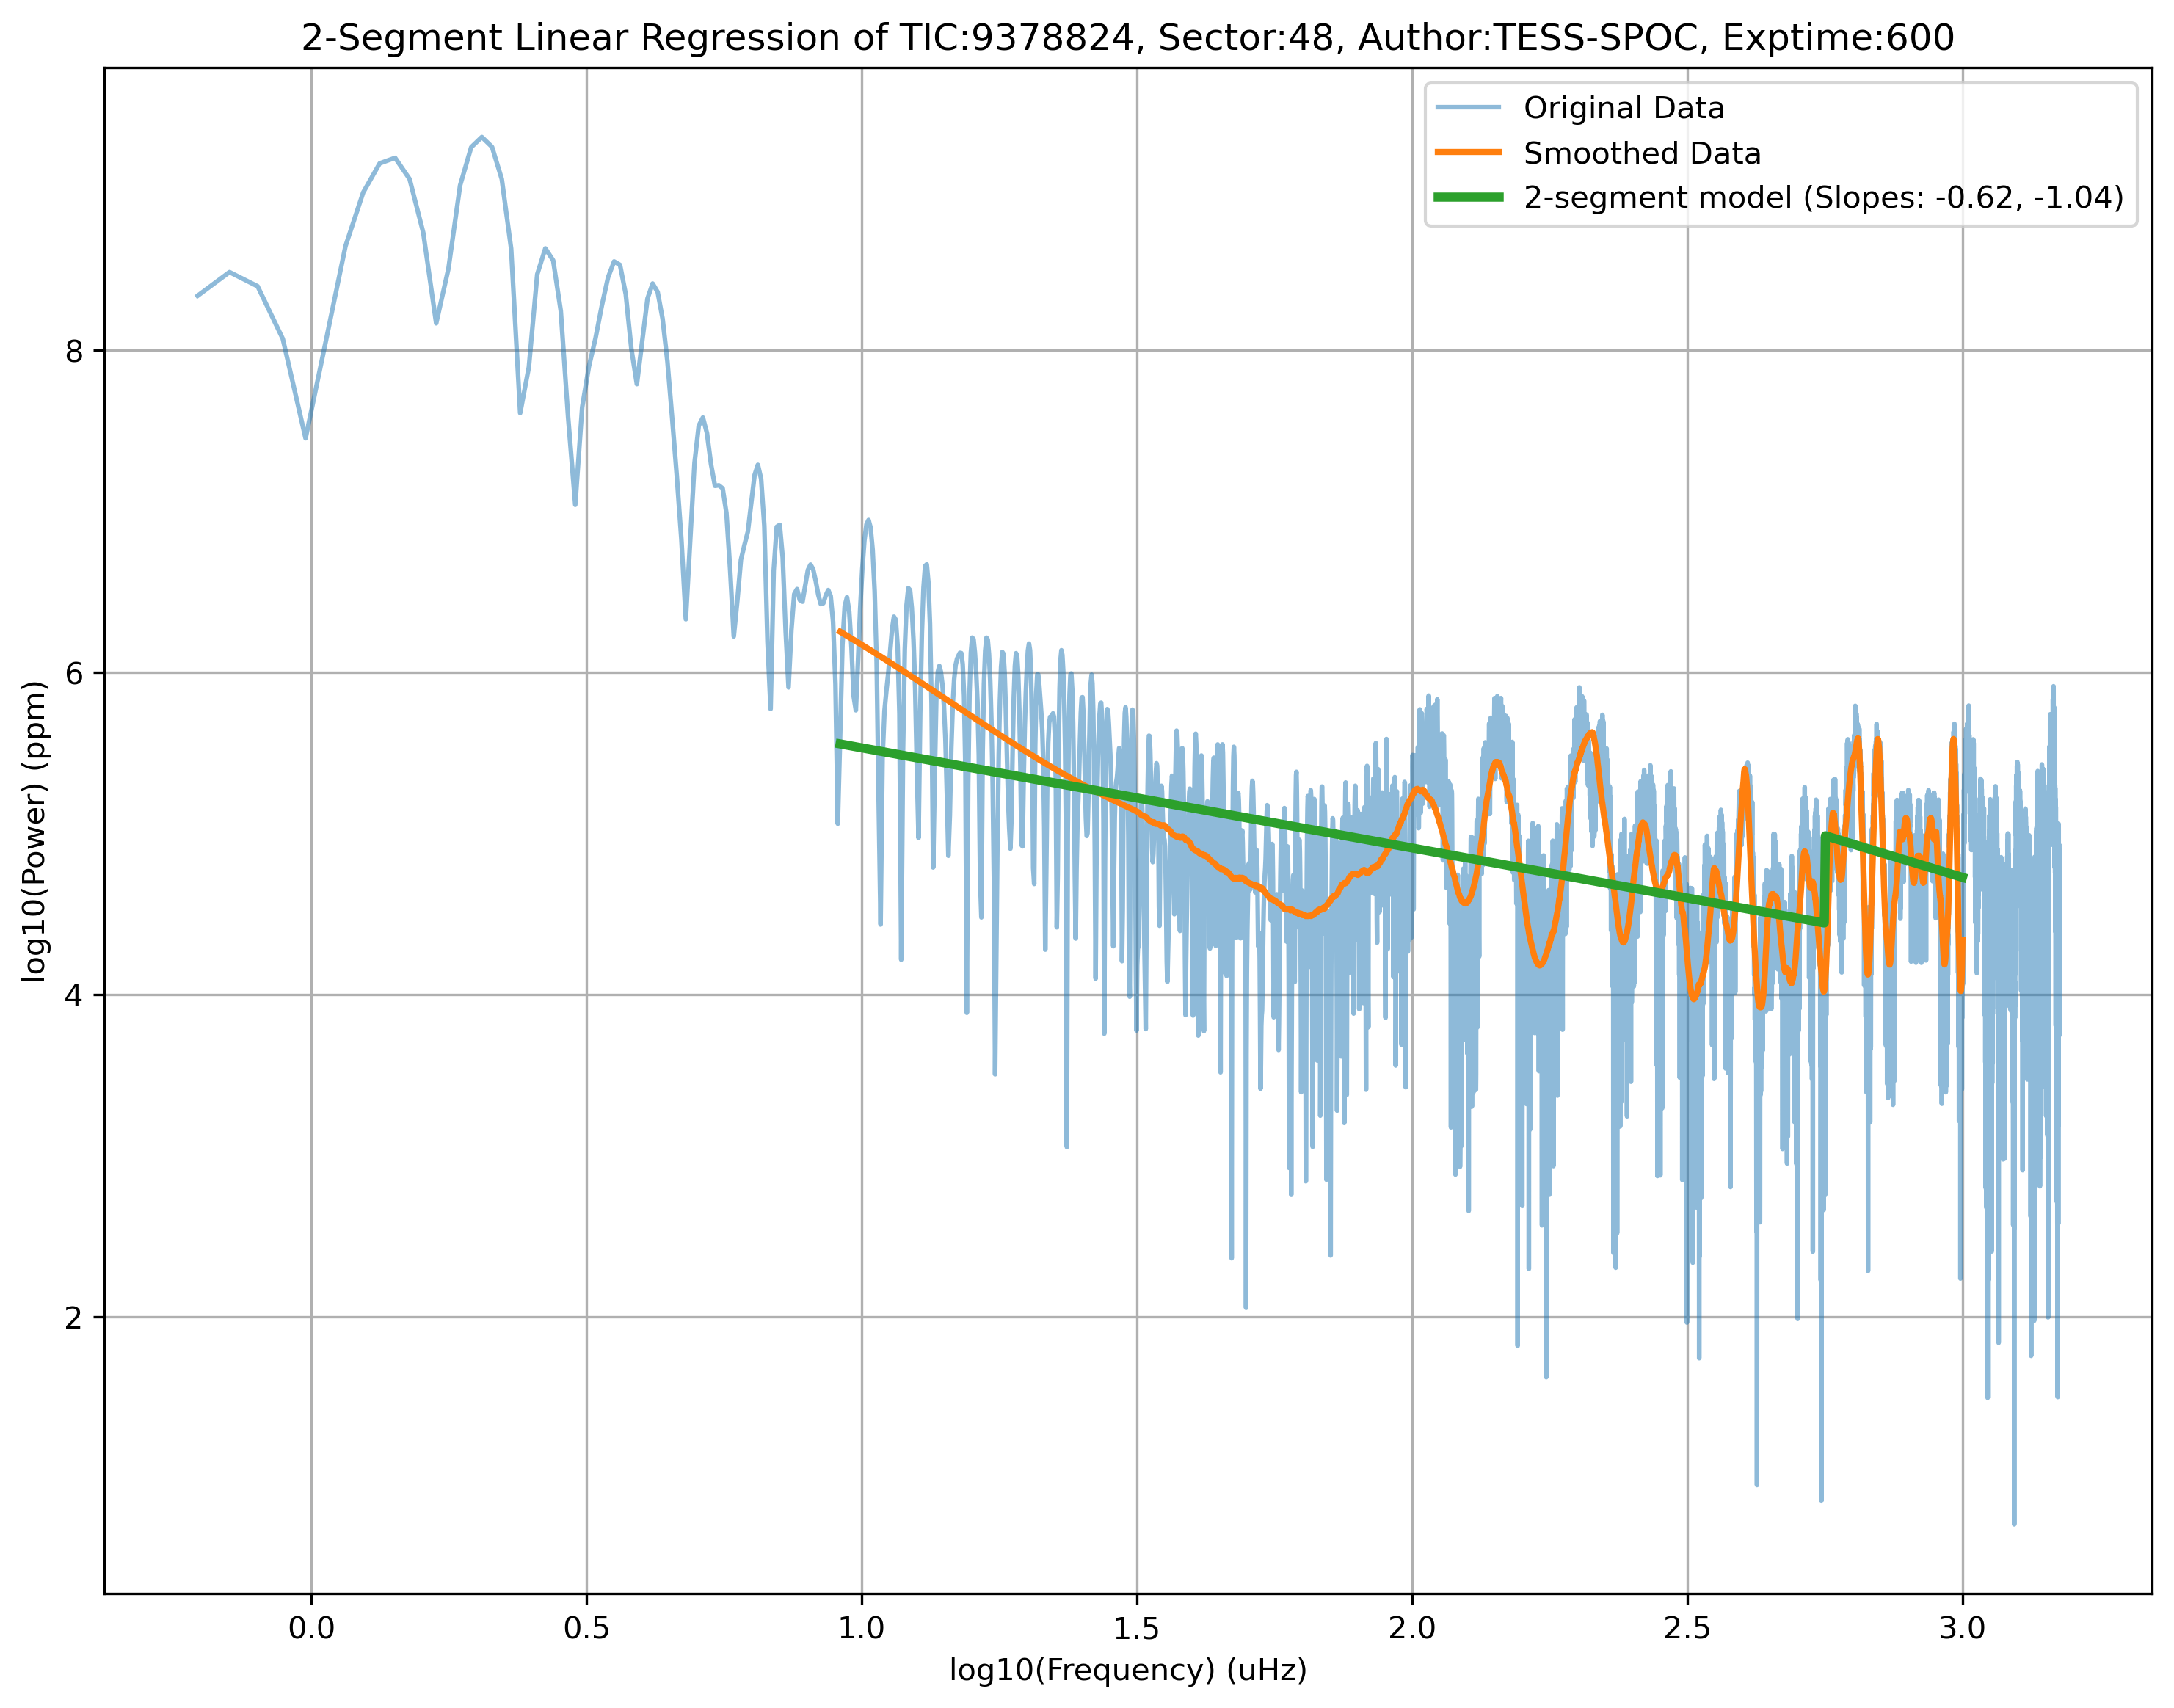 2-Segment Linear Regression of TIC:9378824, Sector:48, Author:TESS-SPOC, Exptime:600
Original Data
Smoothed Data
2-segment model (Slopes: -0.62, -1.04)
log10(Power) (ppm)
8
6
4
2
0.0 0.5 1.0 1.5 2.0 2.5 3.0
log10(Frequency) (uHz)